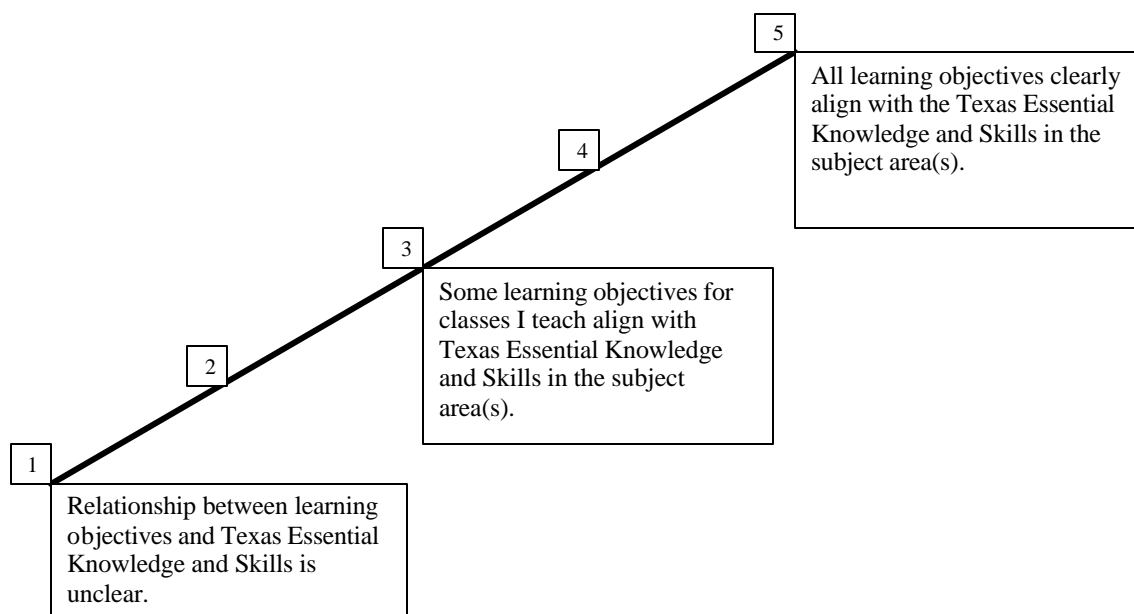 5
All learning objectives clearly
align with the Texas Essential
Knowledge and Skills in the
subject area(s).
4
3
Some learning objectives for
classes I teach align with
Texas Essential Knowledge
and Skills in the subject
area(s).
2
1
Relationship between learning
objectives and Texas Essential
Knowledge and Skills is
unclear.